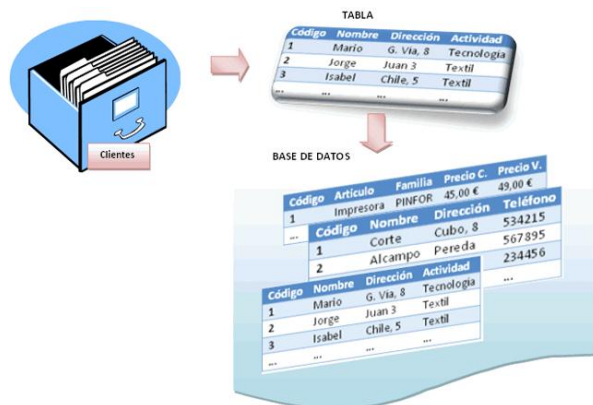 TABLA
Código Nombre Dirección Actividad
1 Mario G. Vía, 8 Tecnología
2 Jorge Juan 3 Textil
3 Isabel Chile, 5 Textil
... ... ... ...
Clientes
BASE DE DATOS
Código Artículo Familia Precio C. Precio V.
1 Impresora PINFOR 45,00 € 49,00 €
...
Código Nombre Dirección Teléfono
1 Corte Cubo, 8 534215
2 Alcampo Pereda 567895
234456
...
Código Nombre Dirección Actividad
1 Mario G. Vía, 8 Tecnología
2 Jorge Juan 3 Textil
3 Isabel Chile, 5 Textil
... ... ... ...